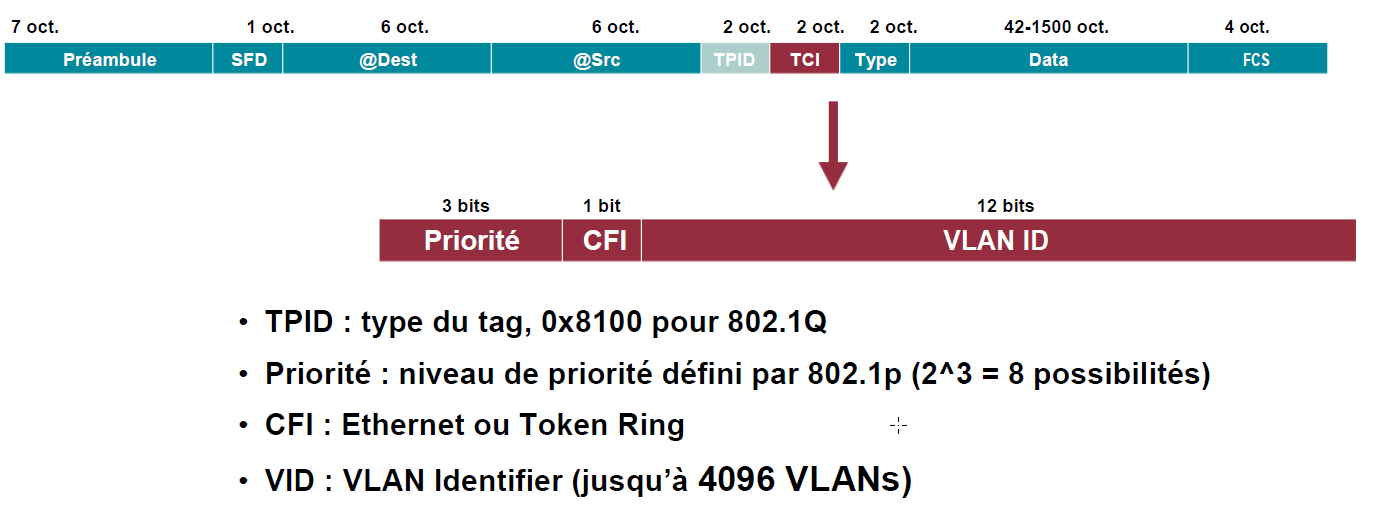 7 oct. 1 oct. 6 oct. 6 oct. 2 oct. 2 oct. 2 oct. 42-1500 oct. 4 oct.
Préambule SFD @Dest @Src TPID TCI Type Data FCS
3 bits 1 bit 12 bits
Priorité CFI VLAN ID
• TPID : type du tag, 0x8100 pour 802.1Q
• Priorité : niveau de priorité défini par 802.1p (2^3 = 8 possibilités)
• CFI : Ethernet ou Token Ring
• VID : VLAN Identifier (jusqu’à 4096 VLANs)